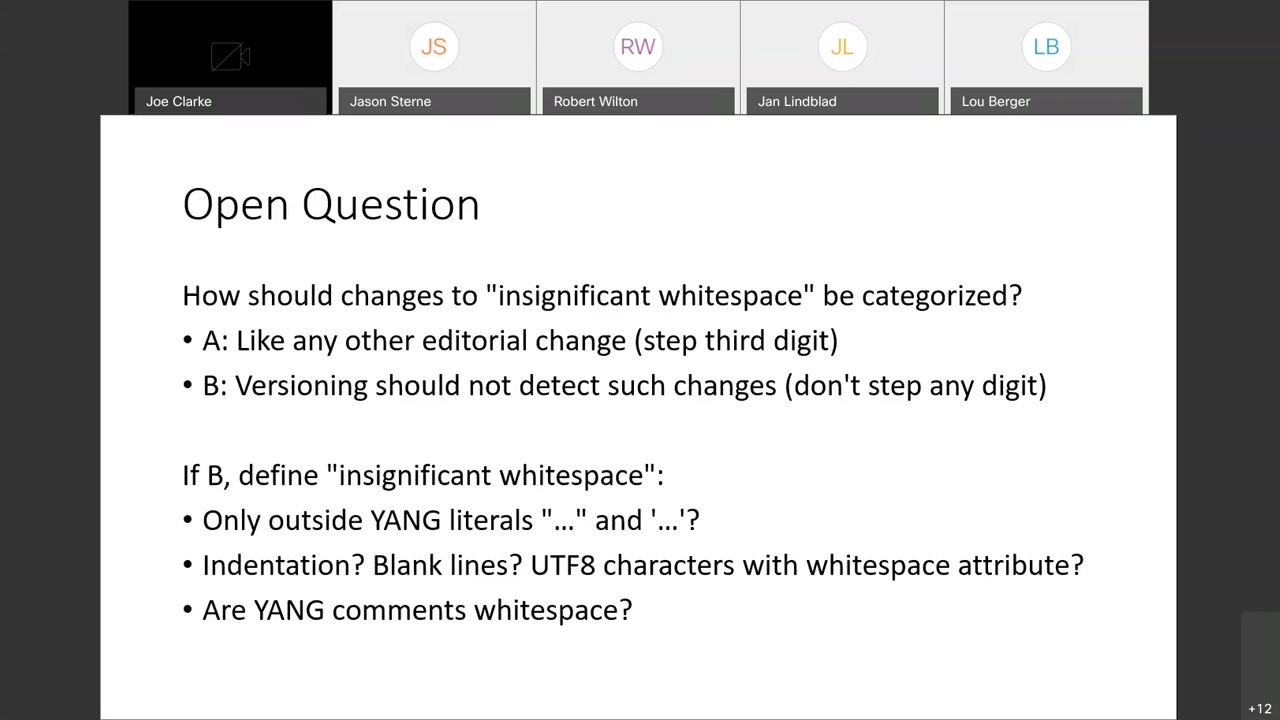 JS
RW
JL
LB
Joe Clarke
Jason Sterne
Robert Wilton
Jan Lindblad
Lou Berger
Open Question
How should changes to "insignificant whitespace" be categorized?
• A: Like any other editorial change (step third digit)
• B: Versioning should not detect such changes (don't step any digit)
If B, define "insignificant whitespace":
• Only outside YANG literals "..." and '...'?
• Indentation? Blank lines? UTF8 characters with whitespace attribute?
• Are YANG comments whitespace?
+12